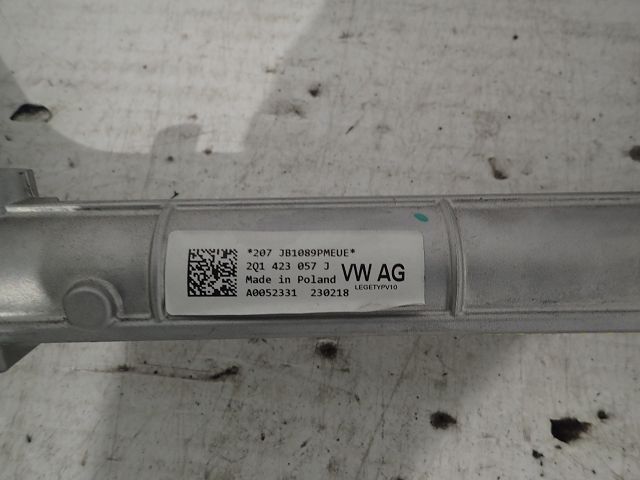 *207 JB1089PMEUE*
2Q1 423 057 J
Made in Poland
A0052331 230218
VW AG
LEGETYPV10